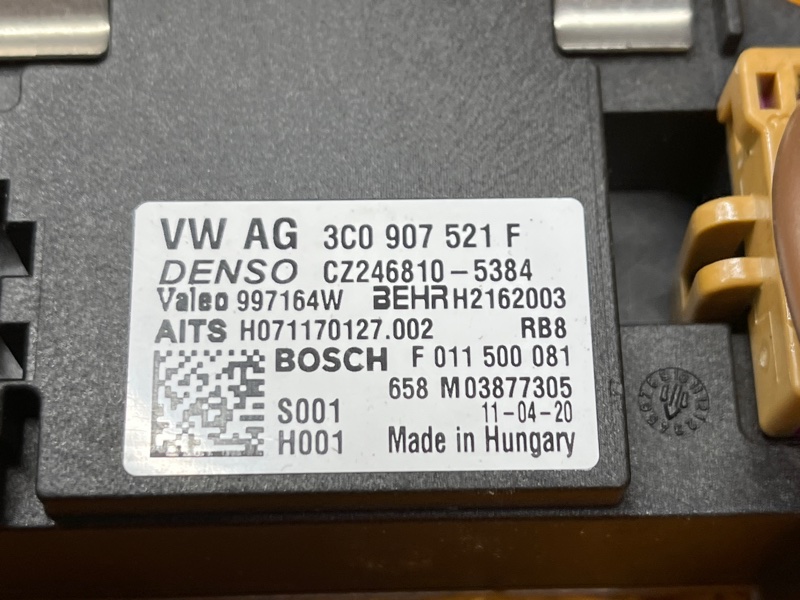 VW AG 3C0 907 521 F
DENSO CZ246810-5384
Valeo 997164W BEHR H2162003
AITS H071170127.002 RB8
BOSCH F 011 500 081
658 M03877305
S001 11-04-20
H001 Made in Hungary